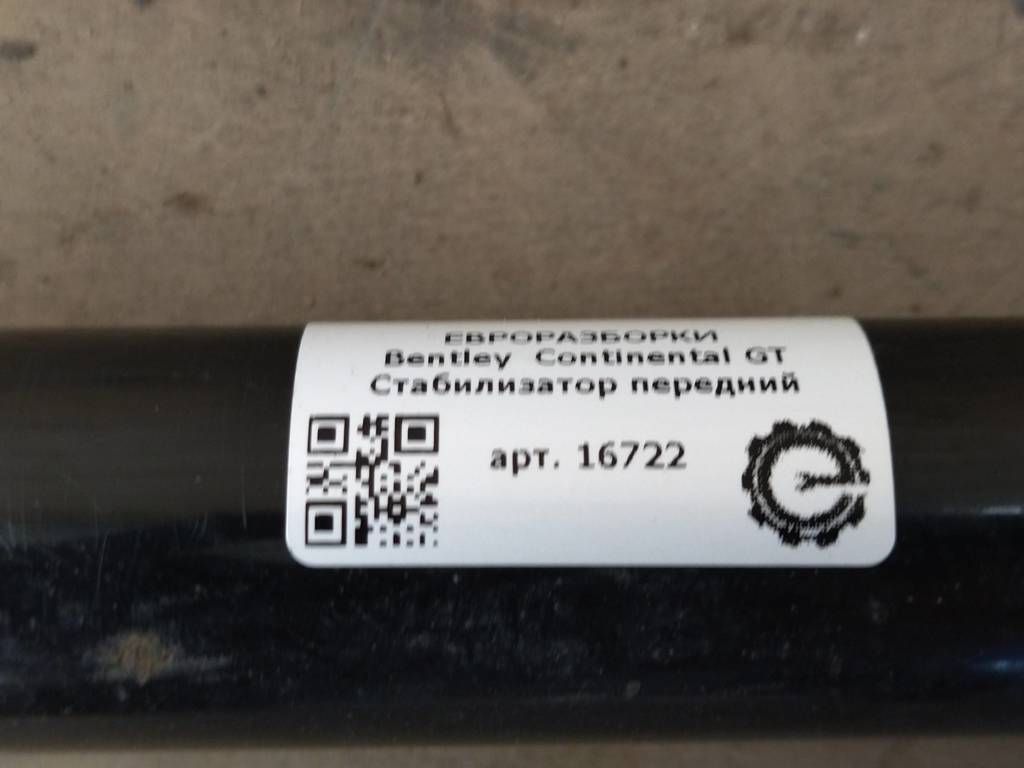 ЕВРОРАЗБОРКИ
Bentley Continental GT
Стабилизатор передний
арт. 16722